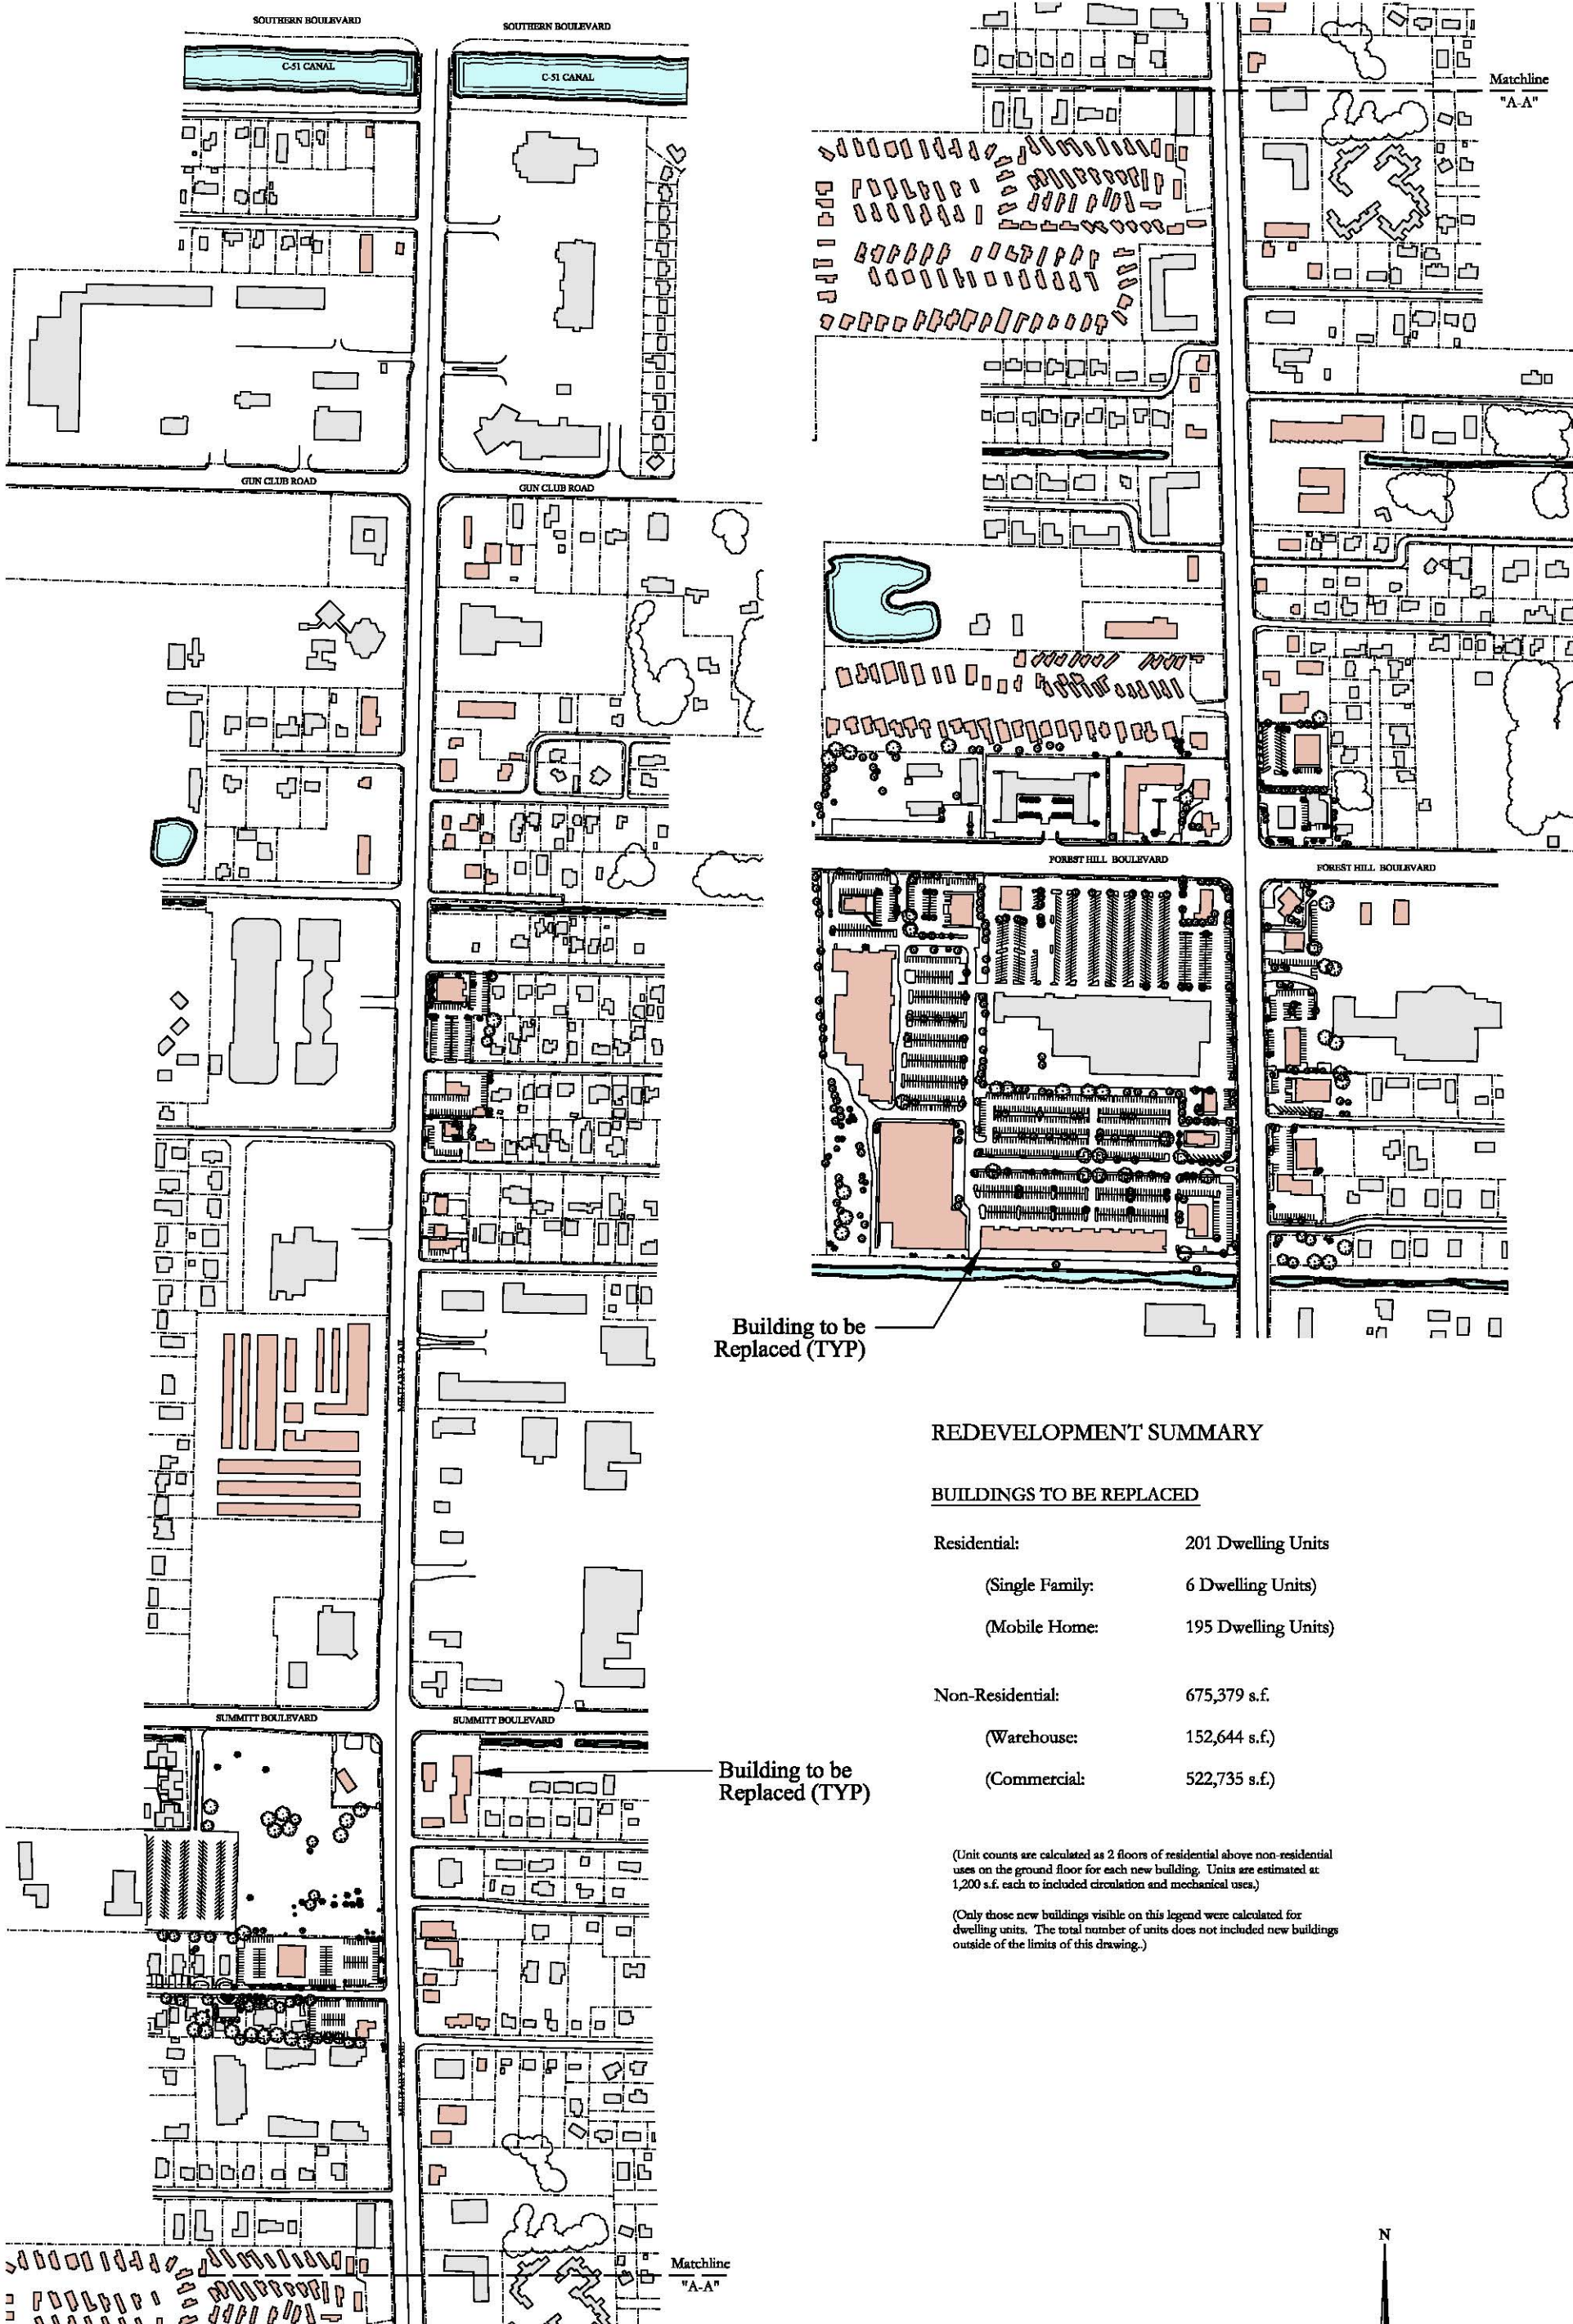 SOUTHERN BOULEVARD
SOUTHERN BOULEVARD
C-51 CANAL
C-51 CANAL
Matchline
"A-A"
GUN CLUB ROAD
GUN CLUB ROAD
FOREST HILL BOULEVARD
FOREST HILL BOULEVARD
Building to be
Replaced (TYP)
MILITARY TRAIL
REDEVELOPMENT SUMMARY
BUILDINGS TO BE REPLACED
Residential: 201 Dwelling Units
(Single Family: 6 Dwelling Units)
(Mobile Home: 195 Dwelling Units)
Non-Residential: 675,379 s.f.
(Warehouse: 152,644 s.f.)
(Commercial: 522,735 s.f.)
SUMMITT BOULEVARD
SUMMITT BOULEVARD
Building to be
Replaced (TYP)
(Unit counts are calculated as 2 floors of residential above non-residential
uses on the ground floor for each new building. Units are estimated at
1,200 s.f. each to included circulation and mechanical uses.)
(Only those new buildings visible on this legend were calculated for
dwelling units. The total number of units does not included new buildings
outside of the limits of this drawing..)
MILITARY TRAIL
Matchline
"A-A"
N